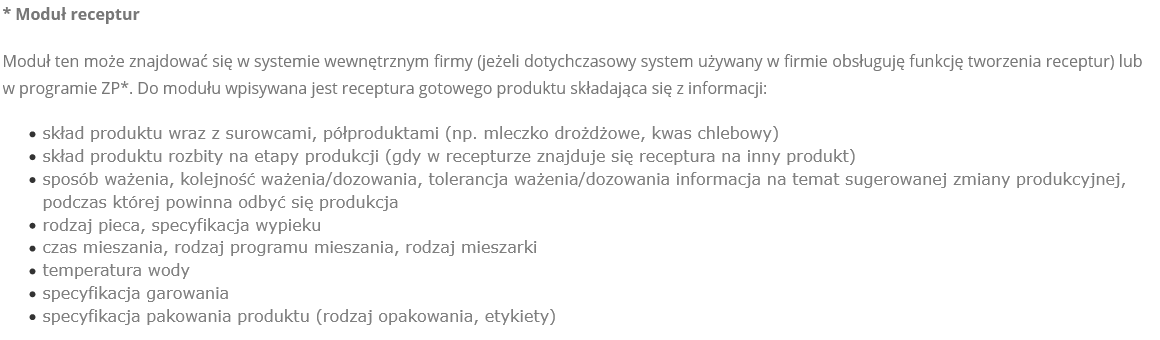 * Moduł receptur
Moduł ten może znajdować się w systemie wewnętrznym firmy (jeżeli dotychczasowy system używany w firmie obsługuję funkcję tworzenia receptur) lub
w programie ZP*. Do modułu wpisywana jest receptura gotowego produktu składająca się z informacji:
• skład produktu wraz z surowcami, półproduktami (np. mleczko drożdżowe, kwas chlebowy)
• skład produktu rozbity na etapy produkcji (gdy w recepturze znajduje się receptura na inny produkt)
• sposób ważenia, kolejność ważenia/dozowania, tolerancja ważenia/dozowania informacja na temat sugerowanej zmiany produkcyjnej,
podczas której powinna odbyć się produkcja
• rodzaj pieca, specyfikacja wypieku
• czas mieszania, rodzaj programu mieszania, rodzaj mieszarki
• temperatura wody
• specyfikacja garowania
• specyfikacja pakowania produktu (rodzaj opakowania, etykiety)